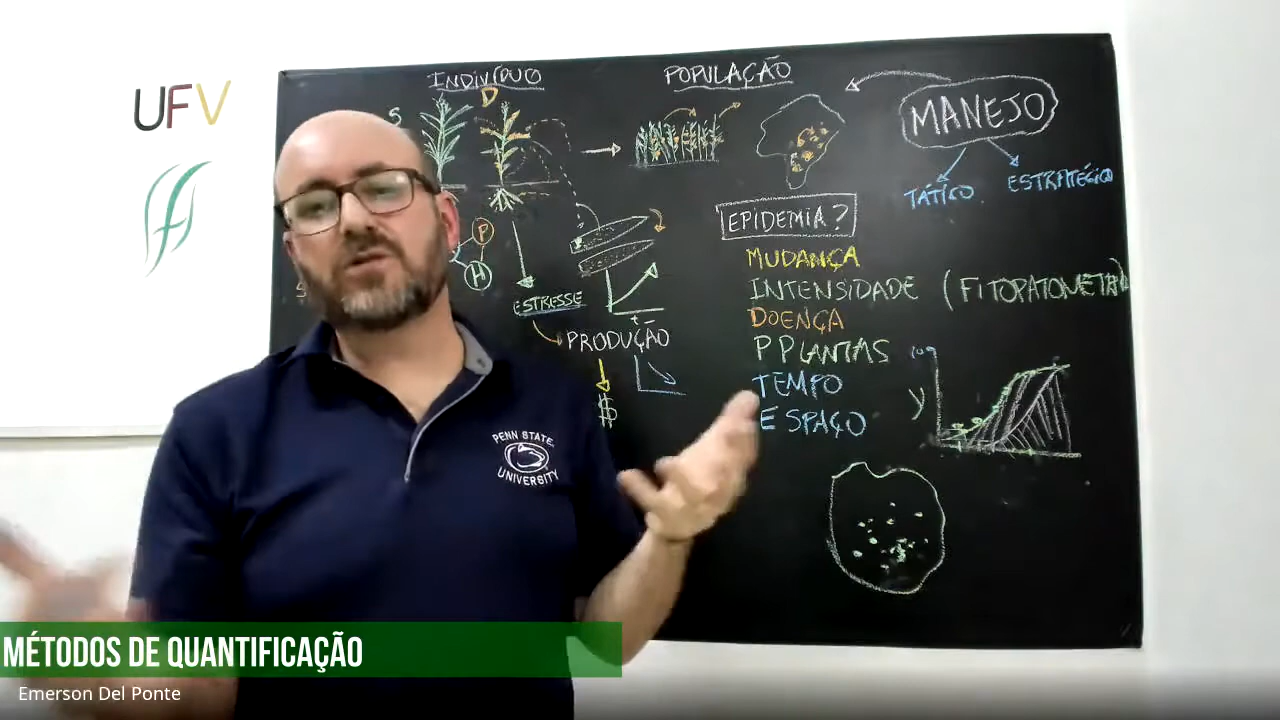 UFV
INDIVÍDUO
POPULAÇÃO
MANEJO
S
D
TÁTICO
ESTRATÉGICO
EPIDEMIA?
P
H
MUDANÇA
INTENSIDADE (FITOPATOMETRIA)
ESTRESSE
DOENÇA
PRODUÇÃO
P PLANTAS
TEMPO
y
$
ESPAÇO
PENN STATE
UNIVERSITY
MÉTODOS DE QUANTIFICAÇÃO
Emerson Del Ponte